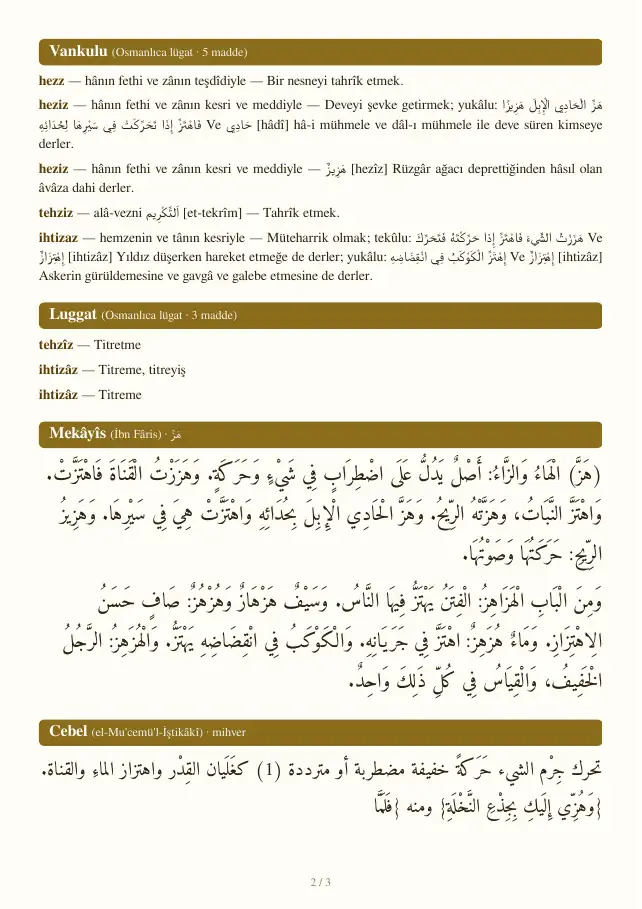 Vankulu (Osmanlıca lügat · 5 madde)
hezz — hânın fethi ve zânın teşdîdiyle — Bir nesneyi tahrîk etmek.
heziz — hânın fethi ve zânın kesri ve meddiyle — Deveyi şevke getirmek; yukâlu: هَزَّ الْحَادِي الْإِبِلَ هَزِيزًا
فَاهْتَزَّ إِذَا تَحَرَّكَتْ فِي سَيْرِهَا لِحُدَائِهِ Ve حَادِي [hâdî] hâ-i mühmele ve dâl-ı mühmele ile deve süren kimseye
derler.
heziz — hânın fethi ve zânın kesri ve meddiyle — هَزِيزٌ [hezîz] Rüzgâr ağacı deprettiğinden hâsıl olan
âvâza dahi derler.
tehziz — alâ-vezni اَلتَّكْرِيم [et-tekrîm] — Tahrîk etmek.
ihtizaz — hemzenin ve tânın kesriyle — Müteharrik olmak; tekûlu: هَزَزْتُ الشَّيْءَ فَاهْتَزَّ إِذَا حَرَّكْتَهُ فَتَحَرَّكَ Ve
إِهْتِزَازٌ [ihtizâz] Yıldız düşerken hareket etmeğe de derler; yukâlu: إِهْتَزَّ الْكَوْكَبُ فِي انْقِضَاضِهِ Ve إِهْتِزَازٌ [ihtizâz]
Askerin gürüldemesine ve gavgâ ve galebe etmesine de derler.
Luggat (Osmanlıca lügat · 3 madde)
tehzîz — Titretme
ihtizâz — Titreme, titreyiş
ihtizâz — Titreme
Mekâyîs (İbn Fâris) · هَزَّ
(هَزَّ) الْهَاءُ وَالزَّاءُ: أَصْلٌ يَدُلُّ عَلَى اضْطِرَابٍ فِي شَيْءٍ وَحَرَكَةٍ. وَهَزَزْتُ الْقَنَاةَ فَاهْتَزَّتْ.
وَاهْتَزَّ النَّبَاتُ، وَهَزَّتْهُ الرِّيحُ. وَهَزَّ الْحَادِي الْإِبِلَ بِحُدَائِهِ وَاهْتَزَّتْ هِيَ فِي سَيْرِهَا. وَهَزِيزُ
الرِّيحِ: حَرَكَتُهَا وَصَوْتُهَا.
وَمِنَ الْبَابِ الْهَزَاهِزُ: الْفِتَنُ يَهْتَزُّ فِيهَا النَّاسُ. وَسَيْفٌ هَزْهَازٌ وَهُزْهُزٌ: صَافٍ حَسَنُ
الِاهْتِزَازِ. وَمَاءٌ هُزَهِزٌ: اهْتَزَّ فِي جَرَيَانِهِ. وَالْكَوْكَبُ فِي انْقِضَاضِهِ يَهْتَزُّ. وَالْهُزَهِزُ: الرَّجُلُ
الْخَفِيفُ، وَالْقِيَاسُ فِي كُلِّ ذَلِكَ وَاحِدٌ.
Cebel (el-Mu'cemü'l-İştikâkî) · mihver
تحرك جِرْم الشيء حَرَكةً خفيفة مضطربة أو مترددة (1) كغَلَيان القِدْر واهتزاز الماءِ والقناة.
{وَهُزِّي إِلَيكِ بِجِذْعِ النَّخْلَةِ} ومنه {فَلَمَّا
2 / 3